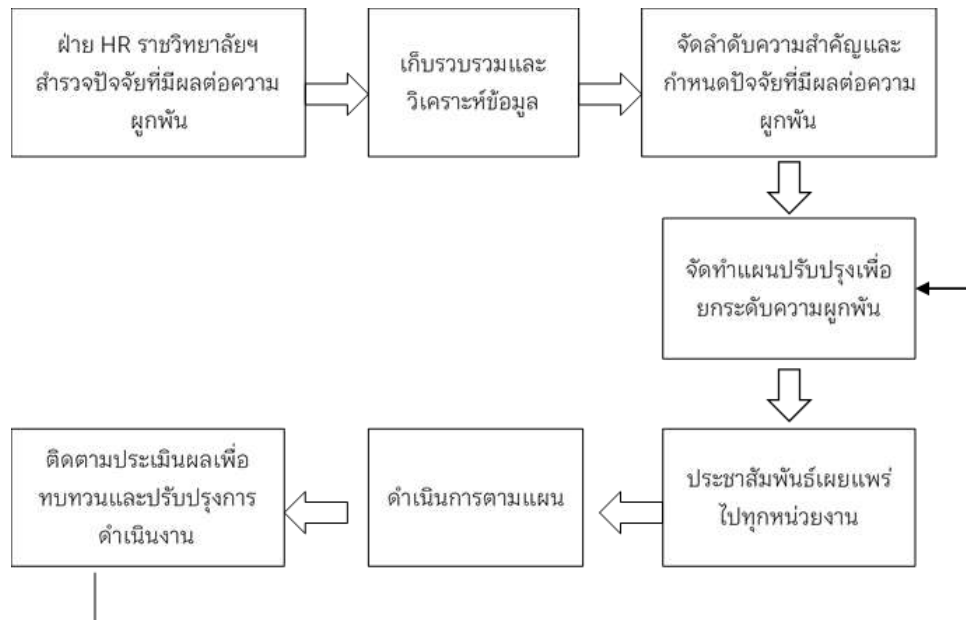 ฝ่าย HR ราชวิทยาลัยฯ
สำรวจปัจจัยที่มีผลต่อความ
ผูกพัน
เก็บรวบรวมและ
วิเคราะห์ข้อมูล
จัดลำดับความสำคัญและ
กำหนดปัจจัยที่มีผลต่อความ
ผูกพัน
จัดทำแผนปรับปรุงเพื่อ
ยกระดับความผูกพัน
ประชาสัมพันธ์เผยแพร่
ไปทุกหน่วยงาน
ดำเนินการตามแผน
ติดตามประเมินผลเพื่อ
ทบทวนและปรับปรุงการ
ดำเนินงาน